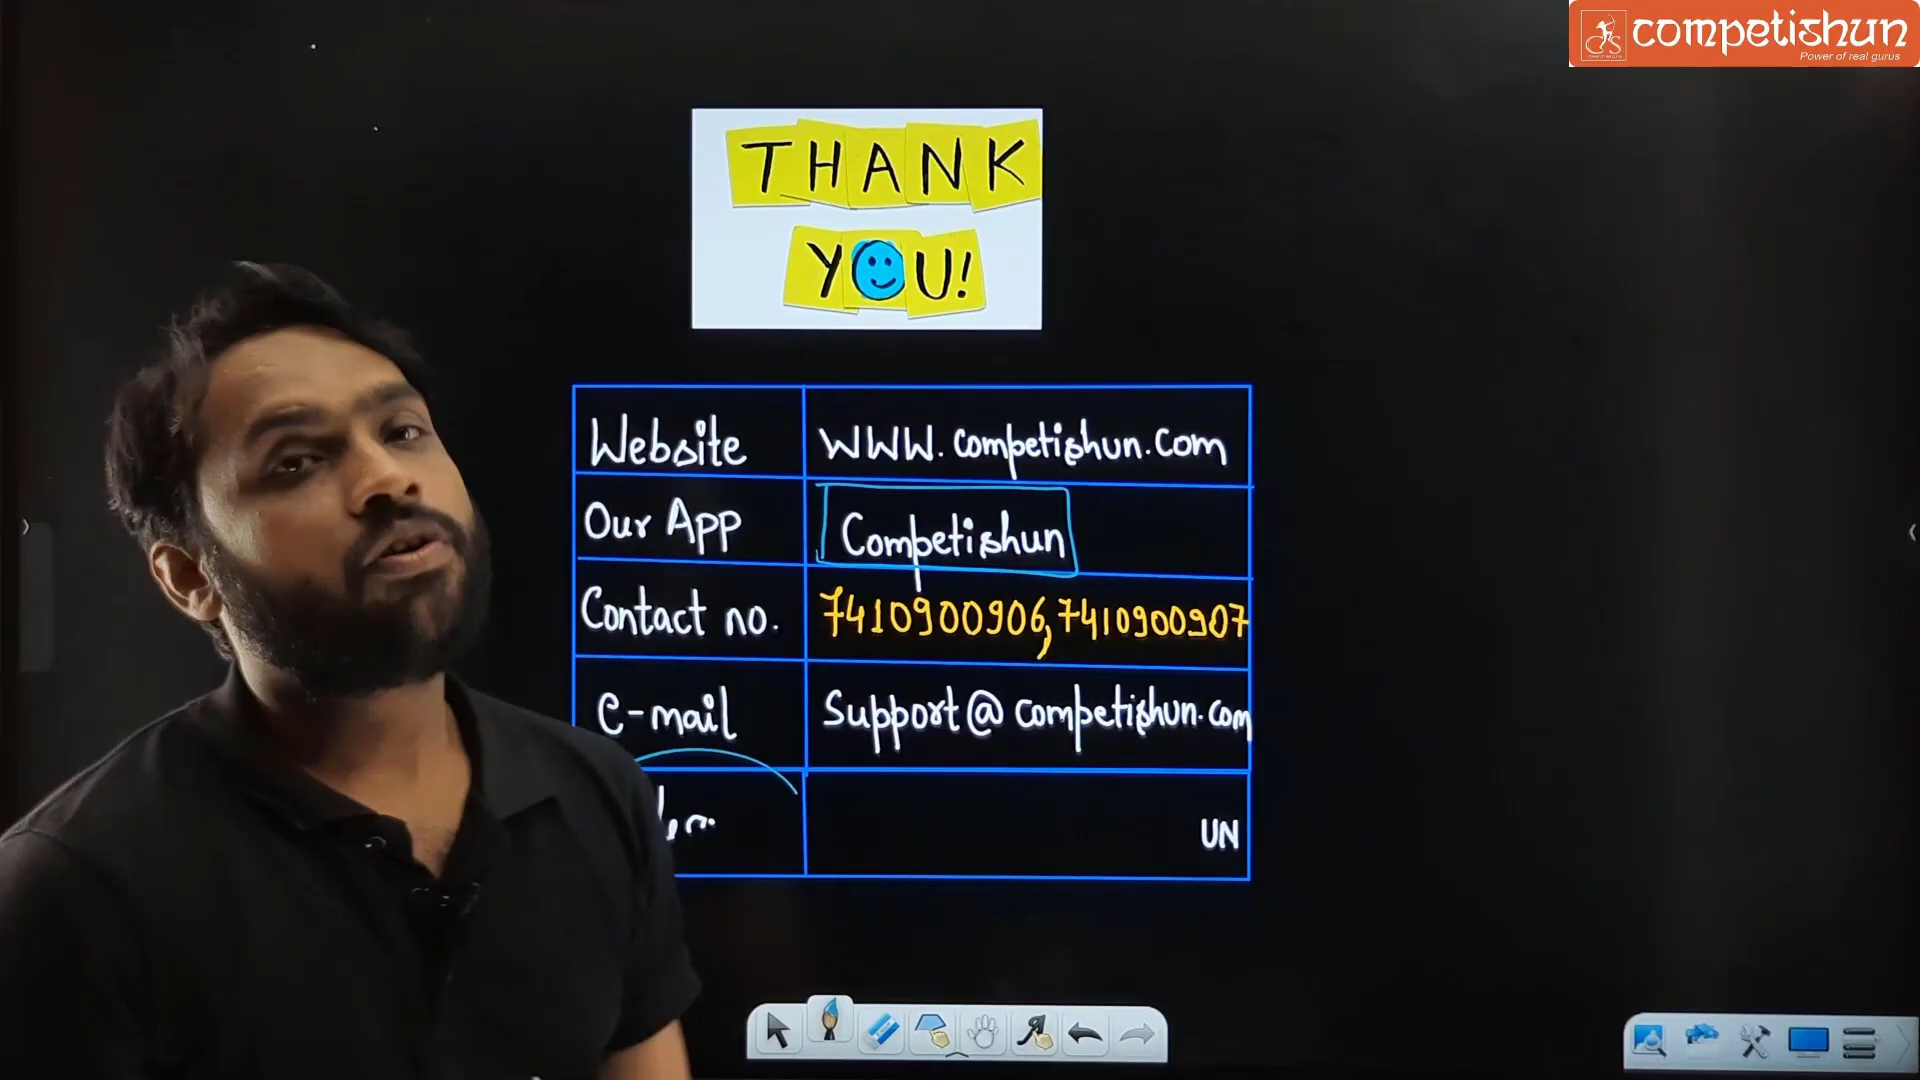 competishun
Power of real gurus
THANK
YOU!
Website www.competishun.com
Our App Competishun
Contact no. 7410900906, 7410900907
e-mail Support@competishun.com
UN